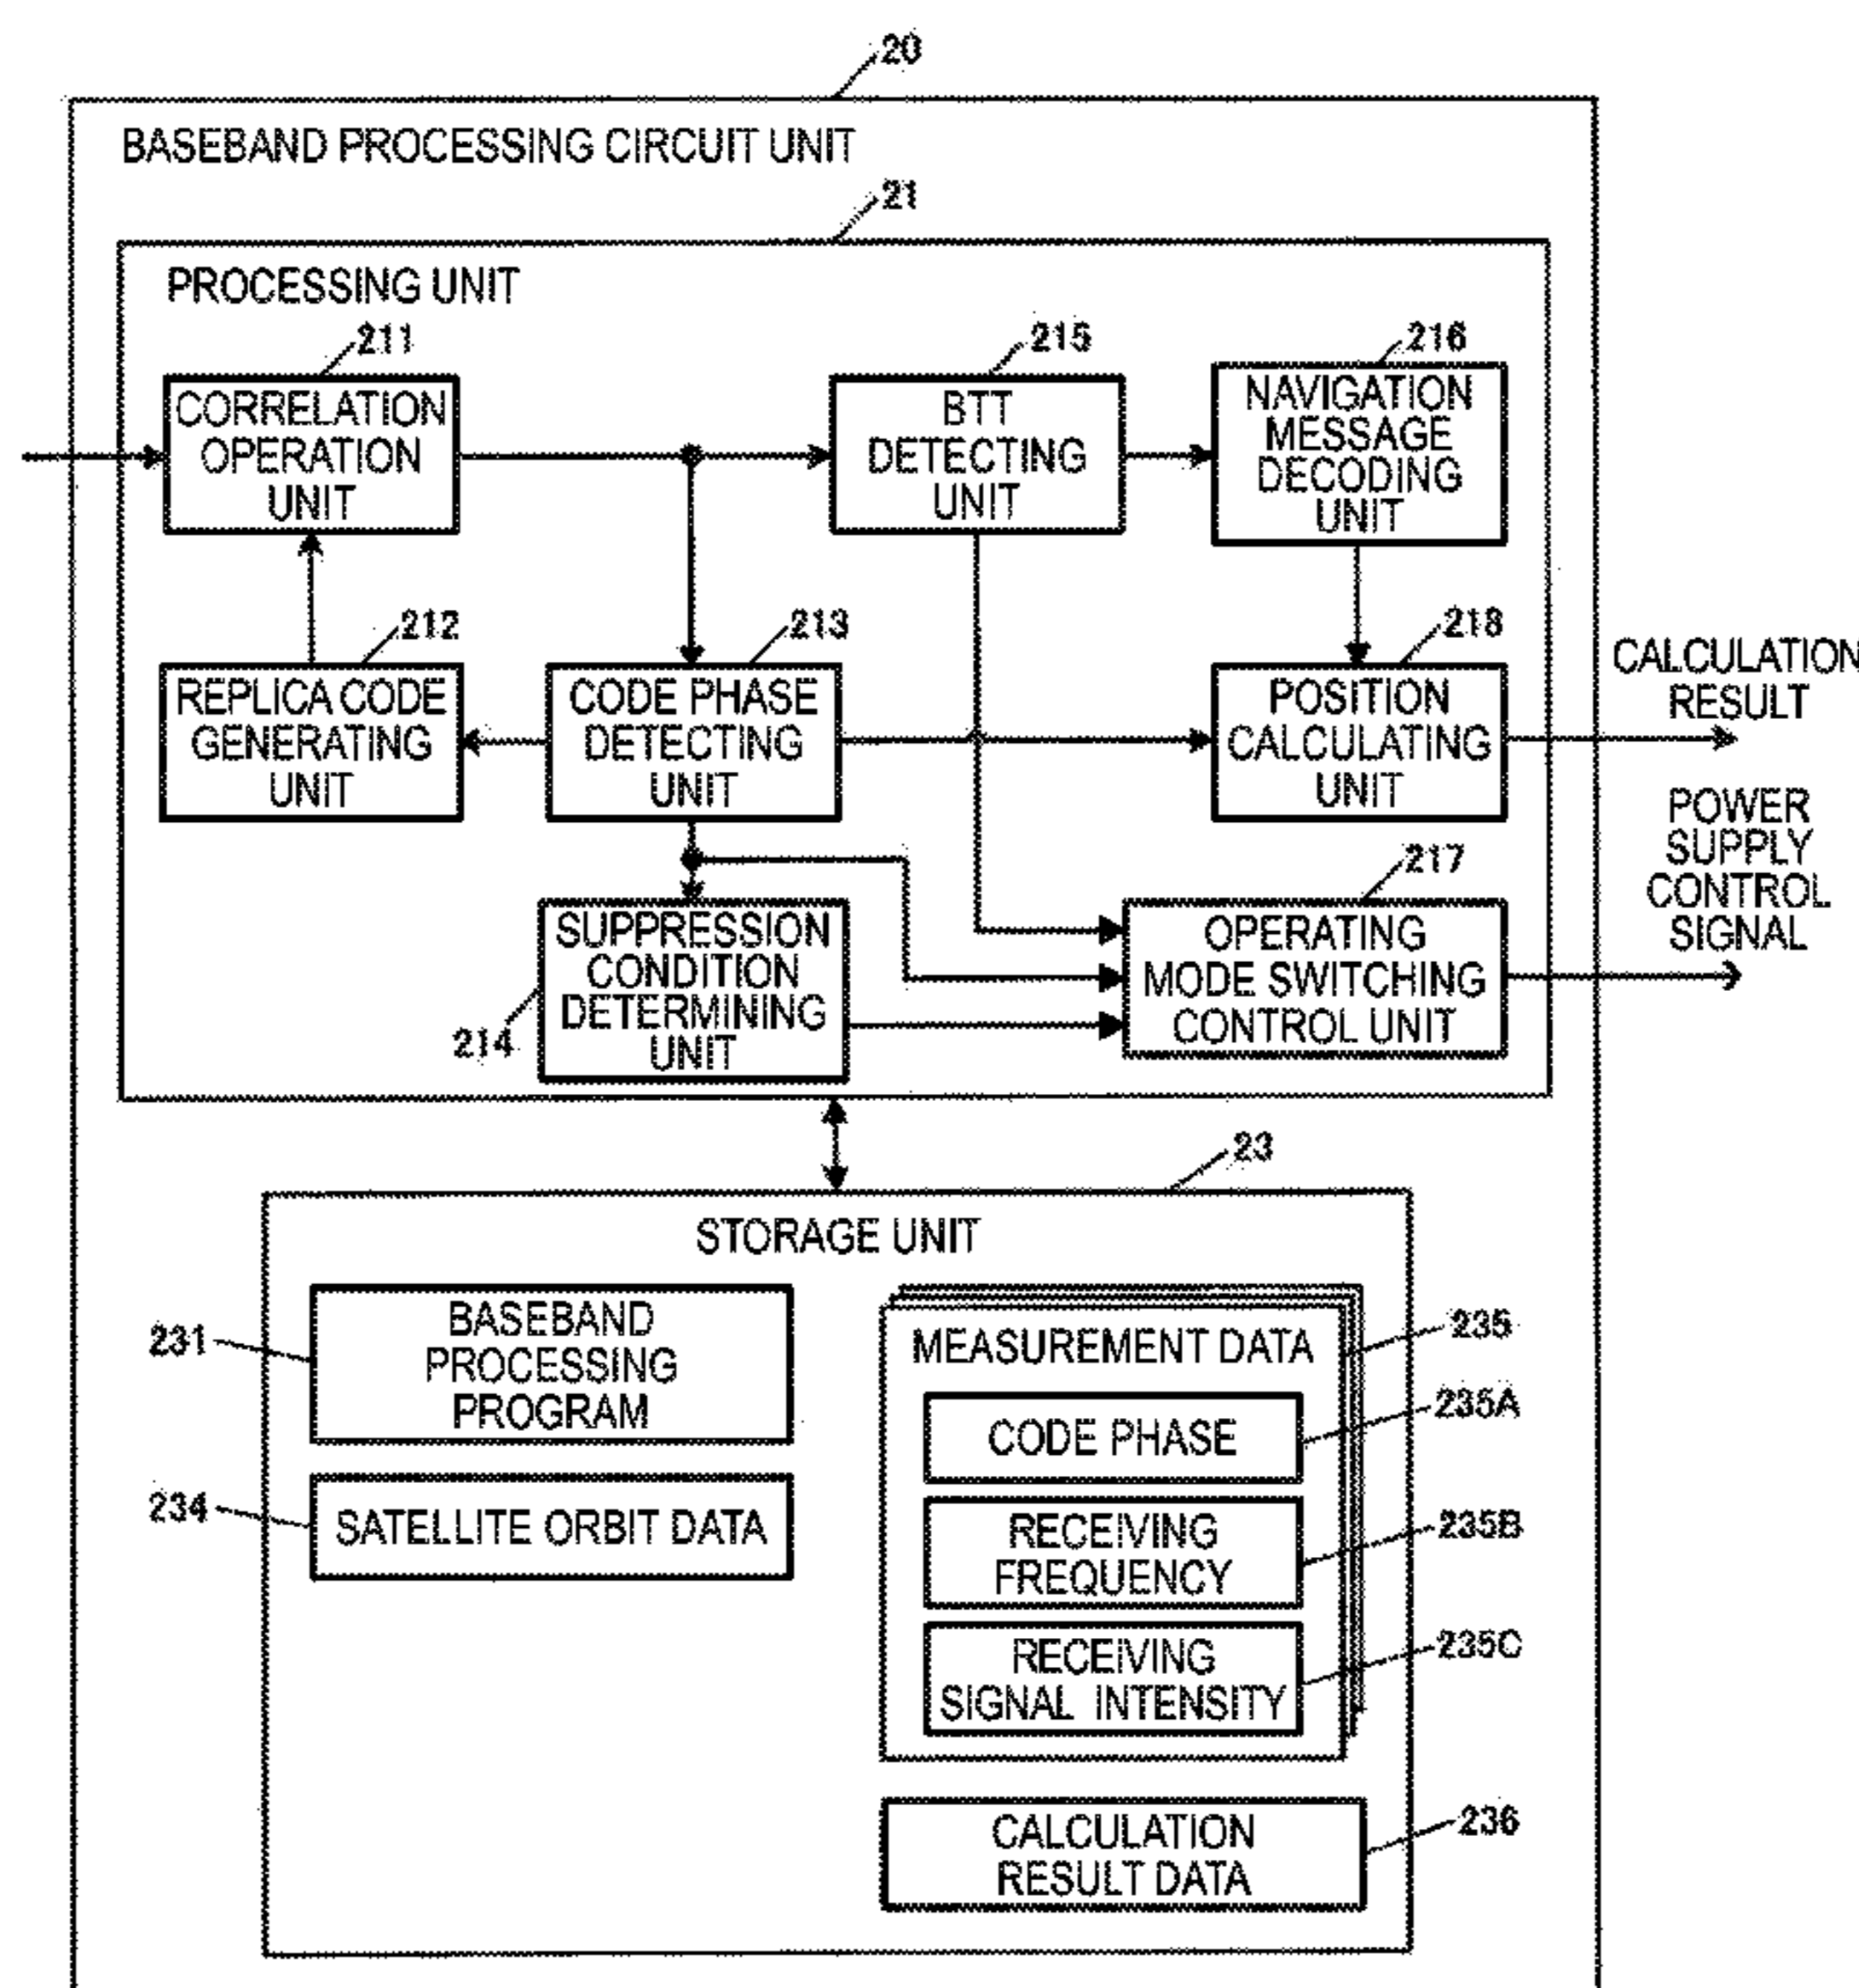 20
BASEBAND PROCESSING CIRCUIT UNIT
21
PROCESSING UNIT
211
CORRELATION
OPERATION
UNIT
215
BTT
DETECTING
UNIT
216
NAVIGATION
MESSAGE
DECODING
UNIT
212
REPLICA CODE
GENERATING
UNIT
213
CODE PHASE
DETECTING
UNIT
218
POSITION
CALCULATING
UNIT
CALCULATION
RESULT
POWER
SUPPLY
CONTROL
SIGNAL
214
SUPPRESSION
CONDITION
DETERMINING
UNIT
217
OPERATING
MODE SWITCHING
CONTROL UNIT
23
STORAGE UNIT
231
BASEBAND
PROCESSING
PROGRAM
234
SATELLITE ORBIT DATA
235
MEASUREMENT DATA
235A
CODE PHASE
235B
RECEIVING
FREQUENCY
235C
RECEIVING
SIGNAL INTENSITY
236
CALCULATION
RESULT DATA